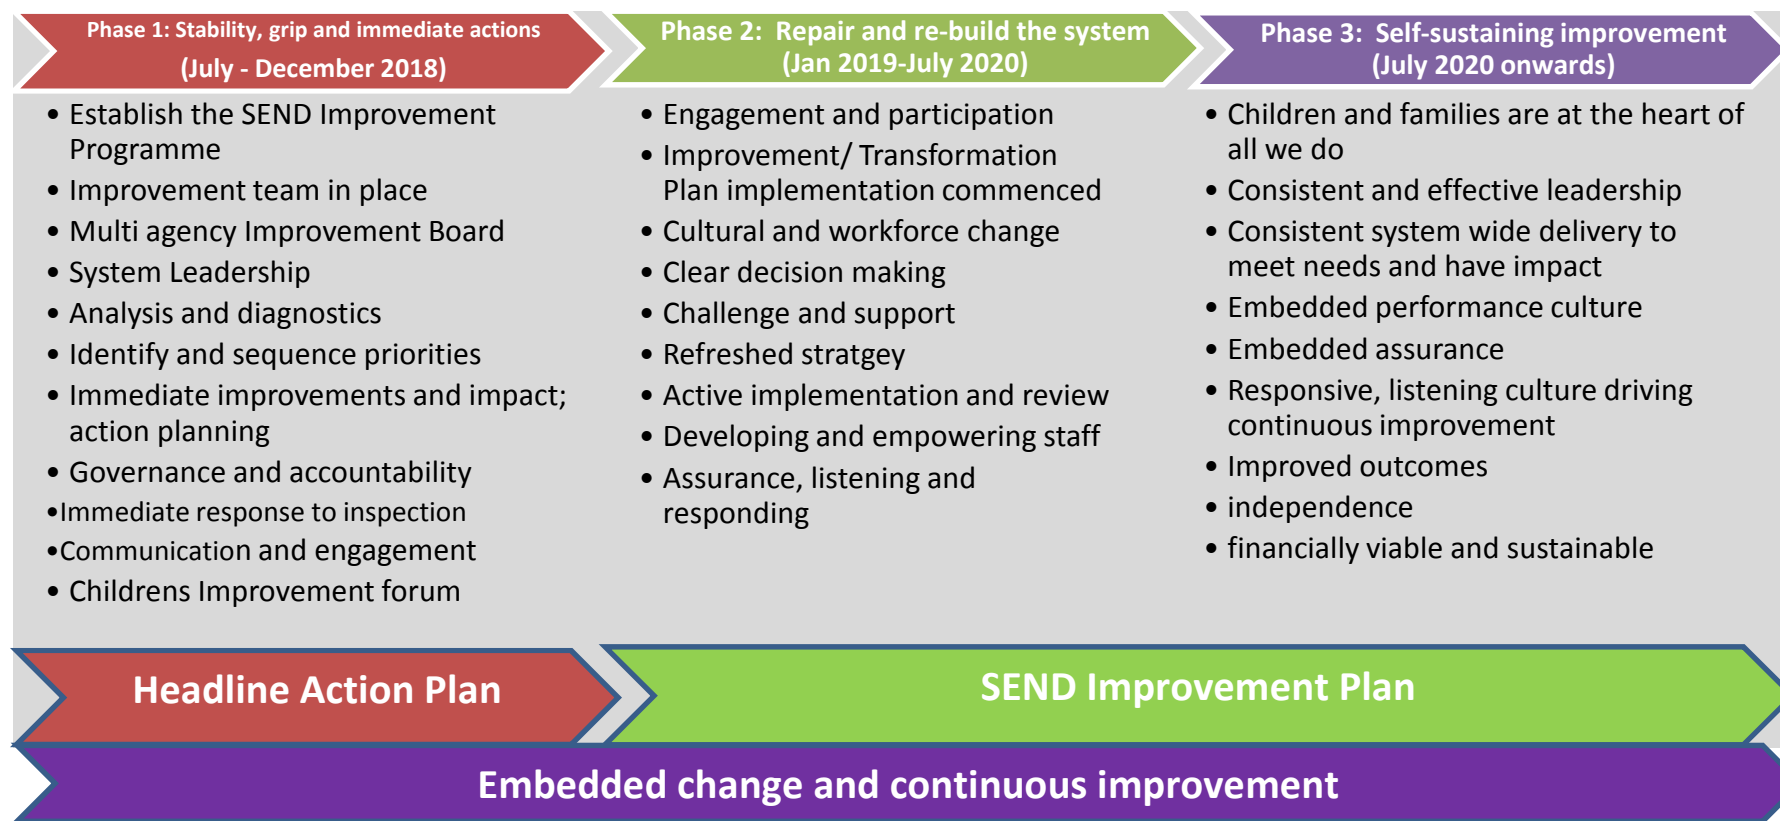 Phase 1: Stability, grip and immediate actions
(July - December 2018)
• Establish the SEND Improvement
Programme
• Improvement team in place
• Multi agency Improvement Board
• System Leadership
• Analysis and diagnostics
• Identify and sequence priorities
• Immediate improvements and impact;
action planning
• Governance and accountability
•Immediate response to inspection
•Communication and engagement
• Childrens Improvement forum
Phase 2: Repair and re-build the system
(Jan 2019-July 2020)
• Engagement and participation
• Improvement/ Transformation
Plan implementation commenced
• Cultural and workforce change
• Clear decision making
• Challenge and support
• Refreshed stratgey
• Active implementation and review
• Developing and empowering staff
• Assurance, listening and
responding
Phase 3: Self-sustaining improvement
(July 2020 onwards)
• Children and families are at the heart of
all we do
• Consistent and effective leadership
• Consistent system wide delivery to
meet needs and have impact
• Embedded performance culture
• Embedded assurance
• Responsive, listening culture driving
continuous improvement
• Improved outcomes
• independence
• financially viable and sustainable
Headline Action Plan
SEND Improvement Plan
Embedded change and continuous improvement